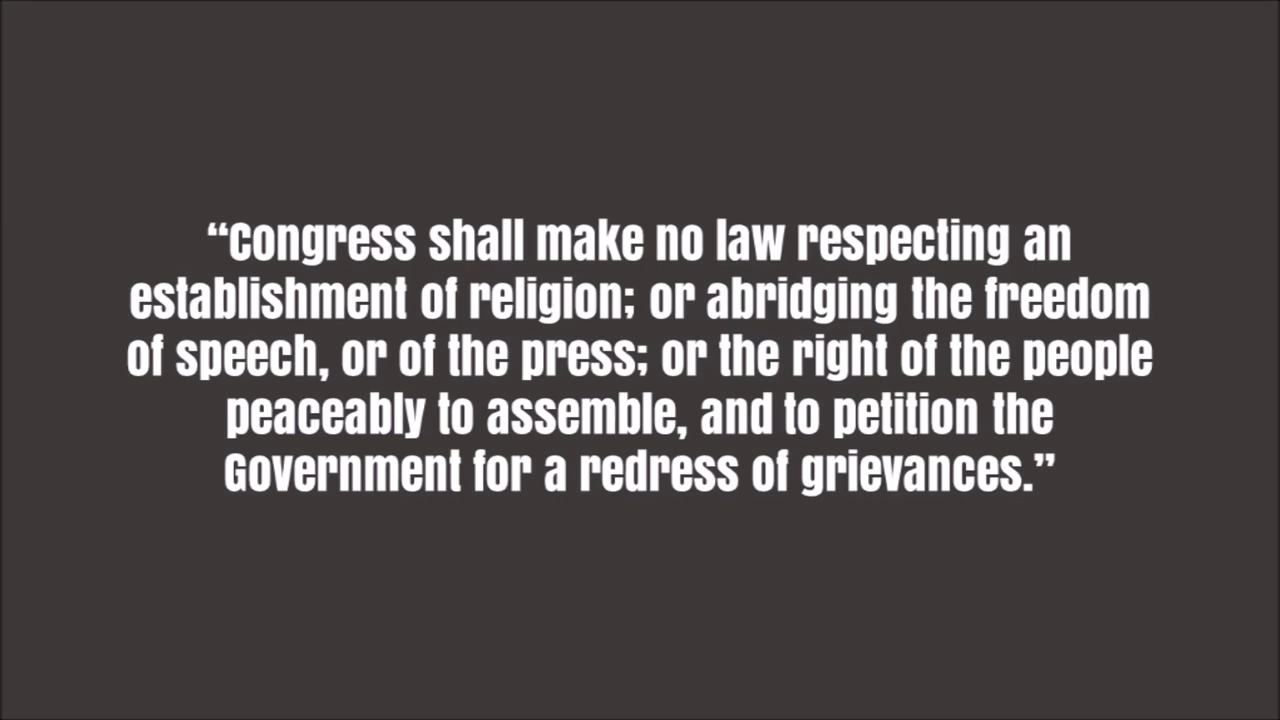 “Congress shall make no law respecting an
establishment of religion; or abridging the freedom
of speech, or of the press; or the right of the people
peaceably to assemble, and to petition the
Government for a redress of grievances.”